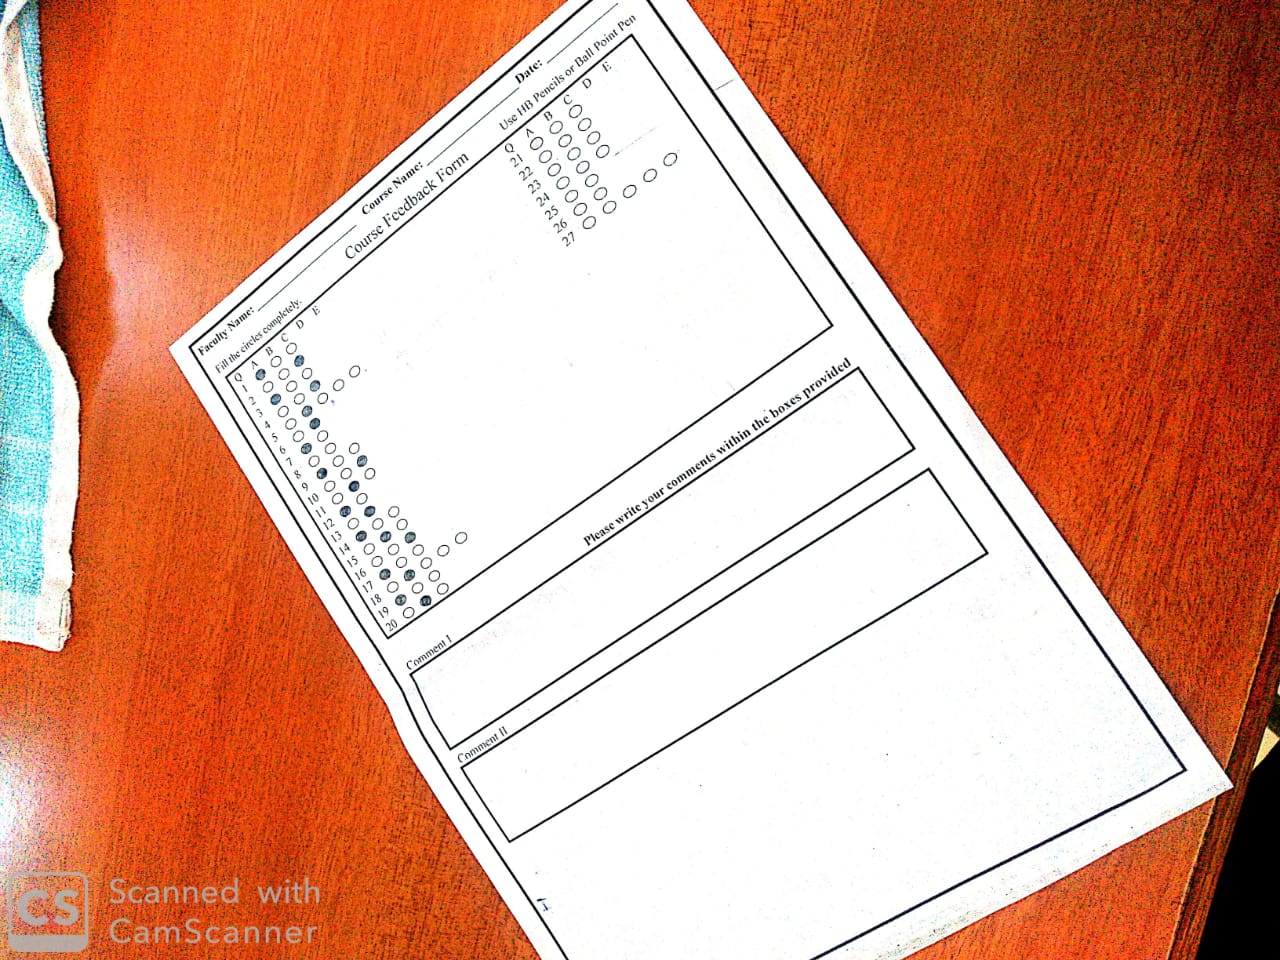 Faculty Name: Course Name: Date:
Course Feedback Form
Fill the circles completely. Use HB Pencils or Ball Point Pen
Q A B C D E
1
2
3
4
5
6
7
8
9
10
11
12
13
14
15
16
17
18
19
20
Q A B C D E
21
22
23
24
25
26
27
Please write your comments within the boxes provided
Comment I
Comment II
CS Scanned with
CamScanner